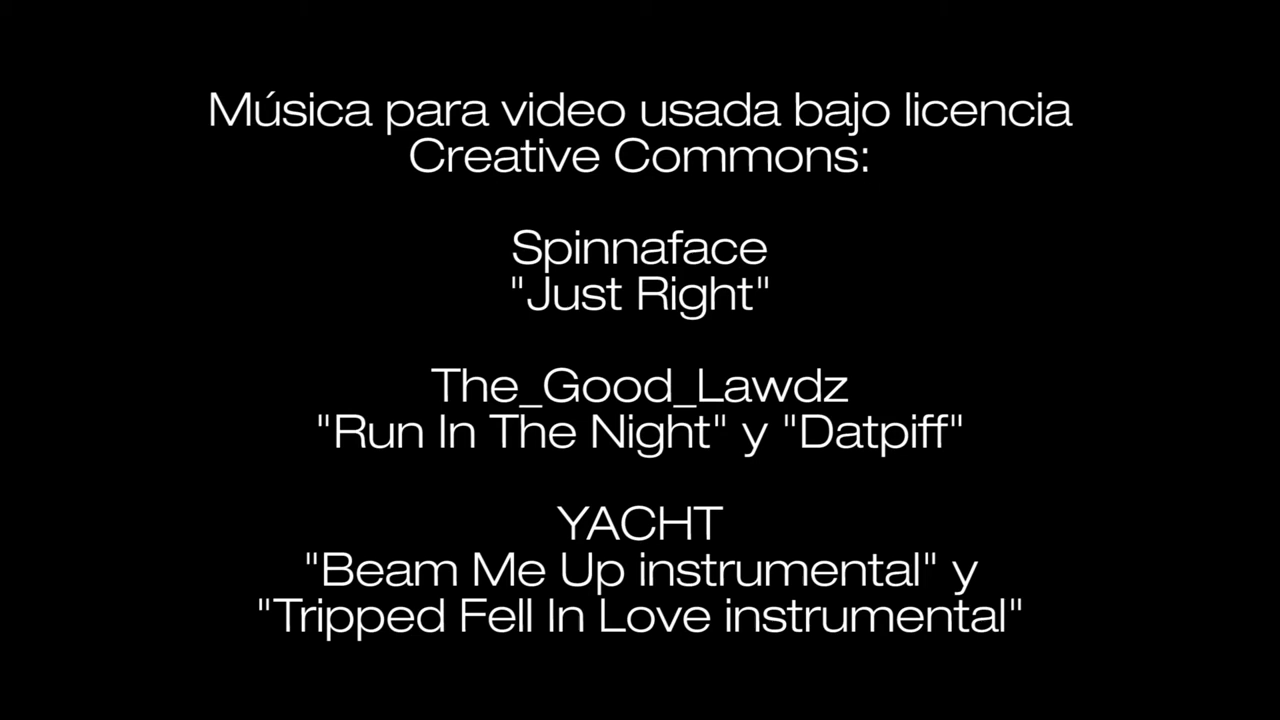 Música para video usada bajo licencia
Creative Commons:
Spinnaface
"Just Right"
The_Good_Lawdz
"Run In The Night" y "Datpiff"
YACHT
"Beam Me Up instrumental" y
"Tripped Fell In Love instrumental"